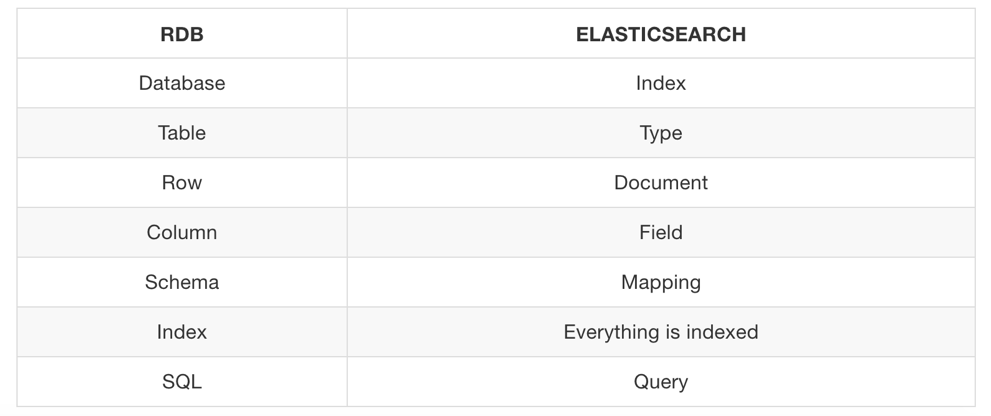 RDB ELASTICSEARCH
Database Index
Table Type
Row Document
Column Field
Schema Mapping
Index Everything is indexed
SQL Query